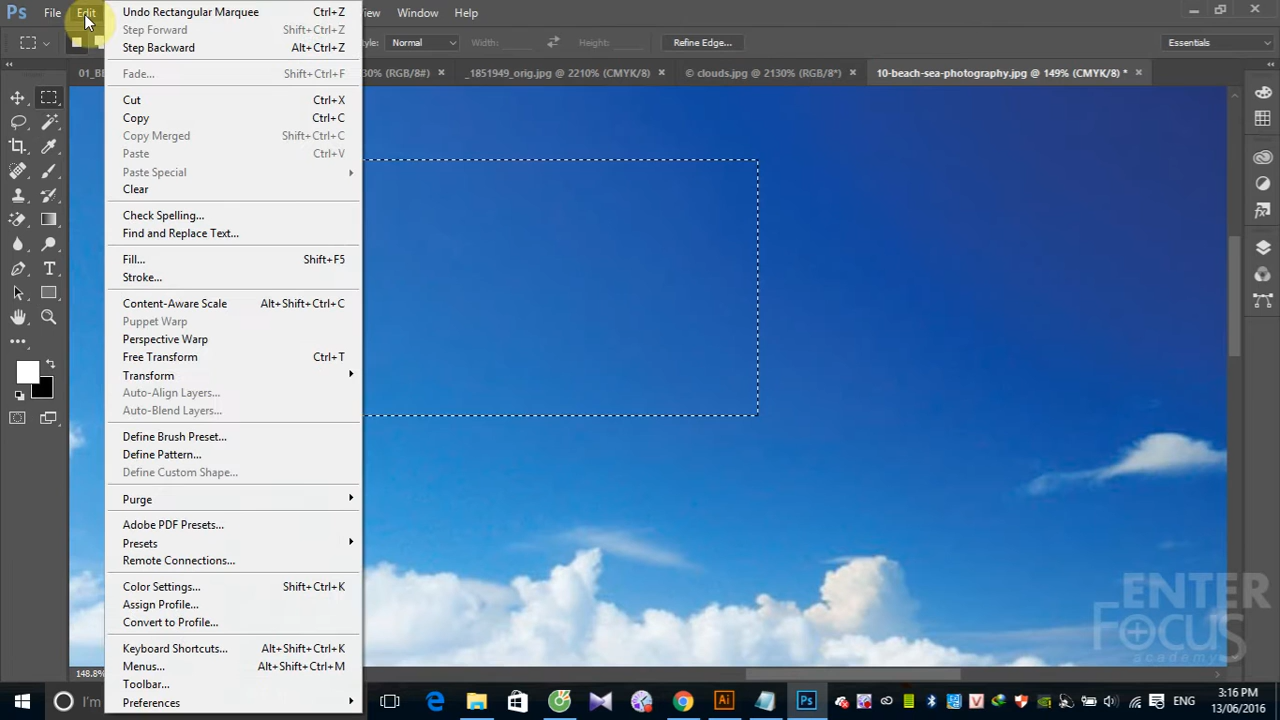 Ps File Edit View Window Help
Normal Width: Height: Refine Edge... Essentials
30% (RGB/8#) × _1851949_orig.jpg @ 2210% (CMYK/8) × © clouds.jpg @ 2130% (RGB/8*) × 10-beach-sea-photography.jpg @ 149% (CMYK/8) * ×
Undo Rectangular Marquee Ctrl+Z
Step Forward Shift+Ctrl+Z
Step Backward Alt+Ctrl+Z
Fade... Shift+Ctrl+F
Cut Ctrl+X
Copy Ctrl+C
Copy Merged Shift+Ctrl+C
Paste Ctrl+V
Paste Special
Clear
Check Spelling...
Find and Replace Text...
Fill... Shift+F5
Stroke...
Content-Aware Scale Alt+Shift+Ctrl+C
Puppet Warp
Perspective Warp
Free Transform Ctrl+T
Transform
Auto-Align Layers...
Auto-Blend Layers...
Define Brush Preset...
Define Pattern...
Define Custom Shape...
Purge
Adobe PDF Presets...
Presets
Remote Connections...
Color Settings... Shift+Ctrl+K
Assign Profile...
Convert to Profile...
Keyboard Shortcuts... Alt+Shift+Ctrl+K
Menus... Alt+Shift+Ctrl+M
Toolbar...
Preferences
ENTER
FOCUS
academy
148.8%
I'm
Ai Ps ENG 3:16 PM
13/06/2016